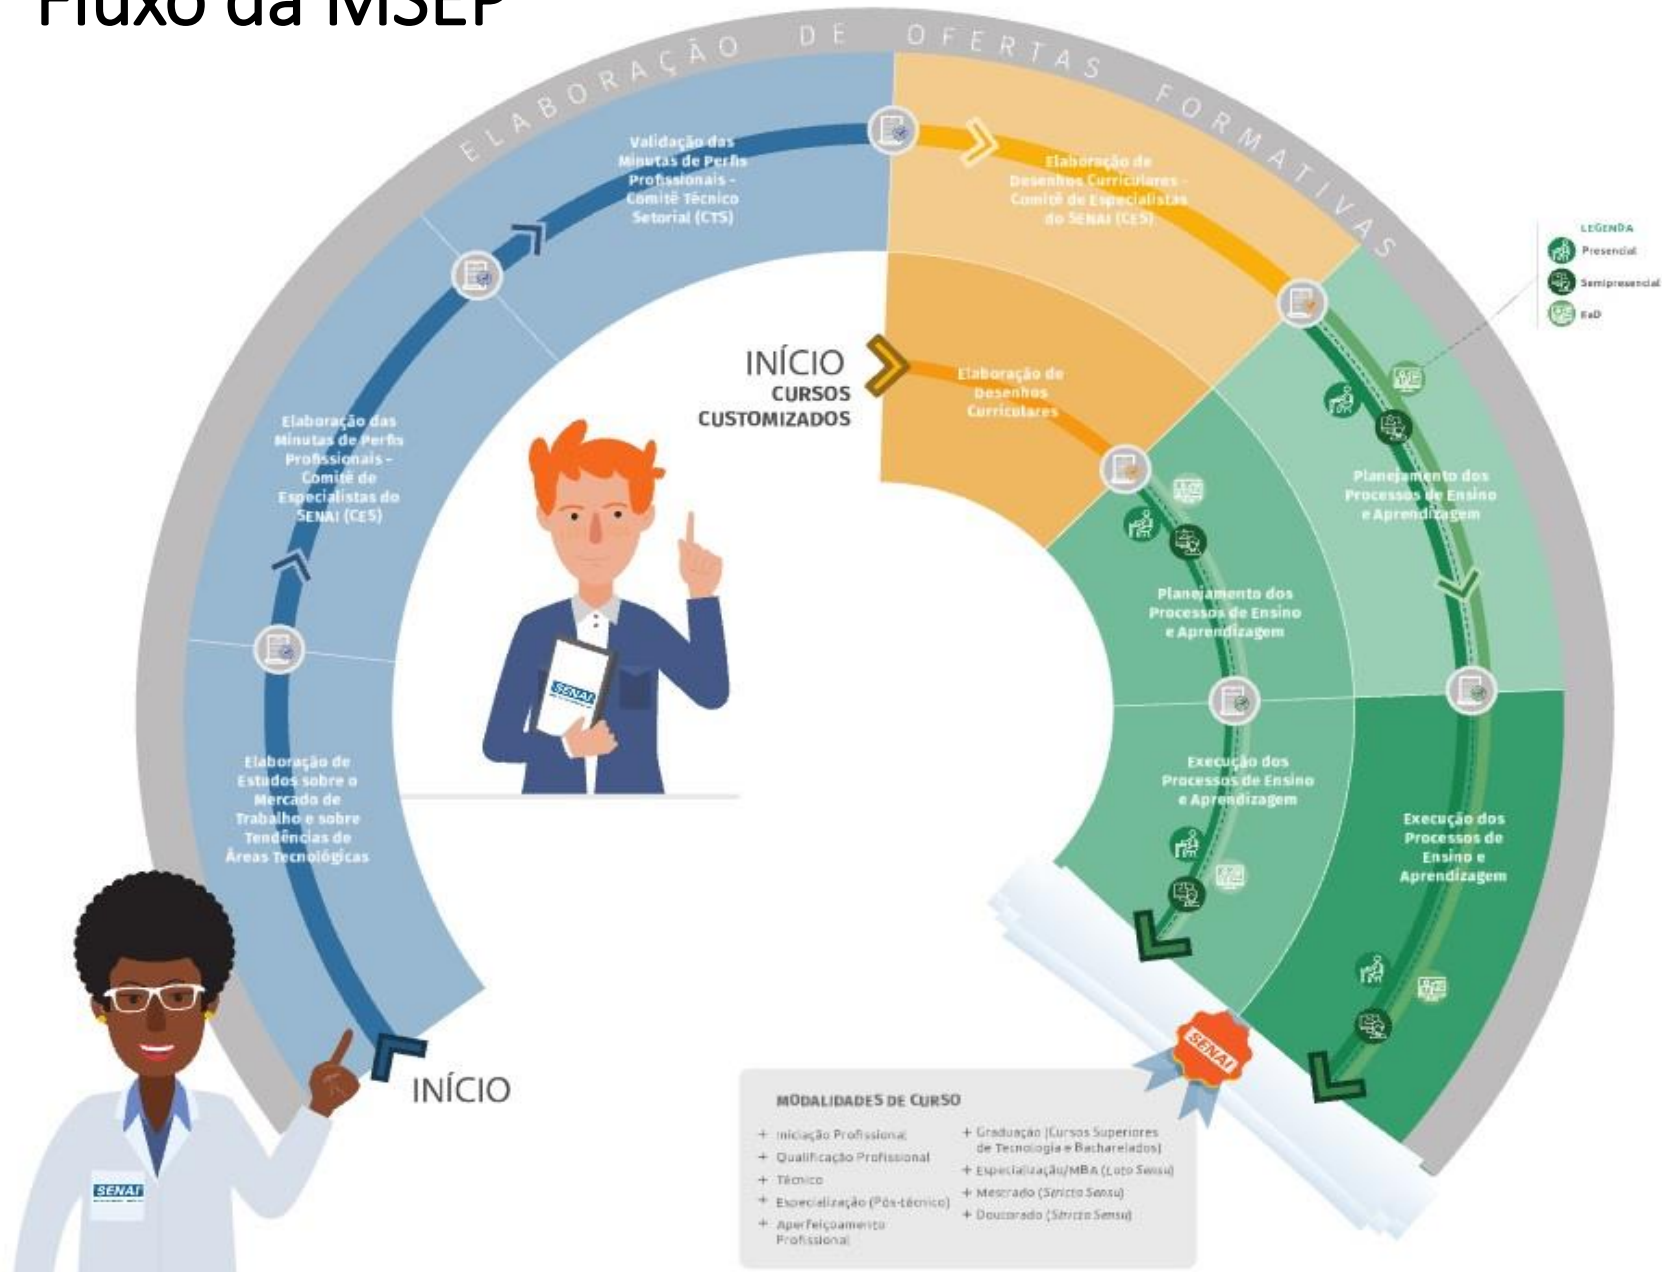 Fluxo da MSEP
ELABORAÇÃO DE OFERTAS FORMATIVAS
Validação das
Minutas de Perfis
Profissionais -
Comitê Técnico
Setorial (CTS)
Elaboração de
Desenhos Curriculares -
Comitê de Especialistas
do SENAI (CES)
LEGENDA
Presencial
Semipresencial
EaD
INÍCIO
CURSOS
CUSTOMIZADOS
Elaboração de
Desenhos
Curriculares
Elaboração das
Minutas de Perfis
Profissionais -
Comitê de
Especialistas do
SENAI (CES)
Planejamento dos
Processos de Ensino
e Aprendizagem
Planejamento dos
Processos de Ensino
e Aprendizagem
SENAI
Elaboração de
Estudos sobre o
Mercado de
Trabalho e sobre
Tendências de
Áreas Tecnológicas
Execução dos
Processos de Ensino
e Aprendizagem
Execução dos
Processos de
Ensino e
Aprendizagem
INÍCIO
SENAI
SENAI
MODALIDADES DE CURSO
+ Iniciação Profissional
+ Qualificação Profissional
+ Técnico
+ Especialização (Pós-técnico)
+ Aperfeiçoamento
Profissional
+ Graduação (Cursos Superiores
de Tecnologia e Bacharelados)
+ Especialização/MBA (Lato Sensu)
+ Mestrado (Stricto Sensu)
+ Doutorado (Stricto Sensu)